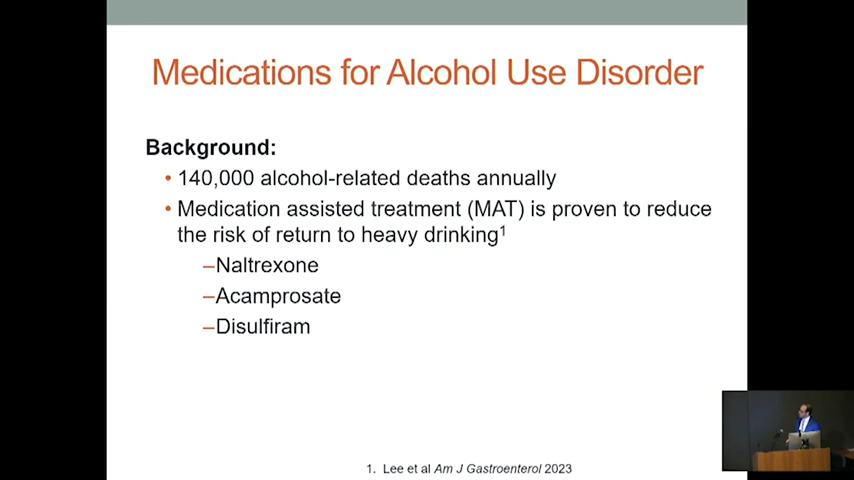 Medications for Alcohol Use Disorder
Background:
• 140,000 alcohol-related deaths annually
• Medication assisted treatment (MAT) is proven to reduce
the risk of return to heavy drinking¹
–Naltrexone
–Acamprosate
–Disulfiram
1. Lee et al Am J Gastroenterol 2023